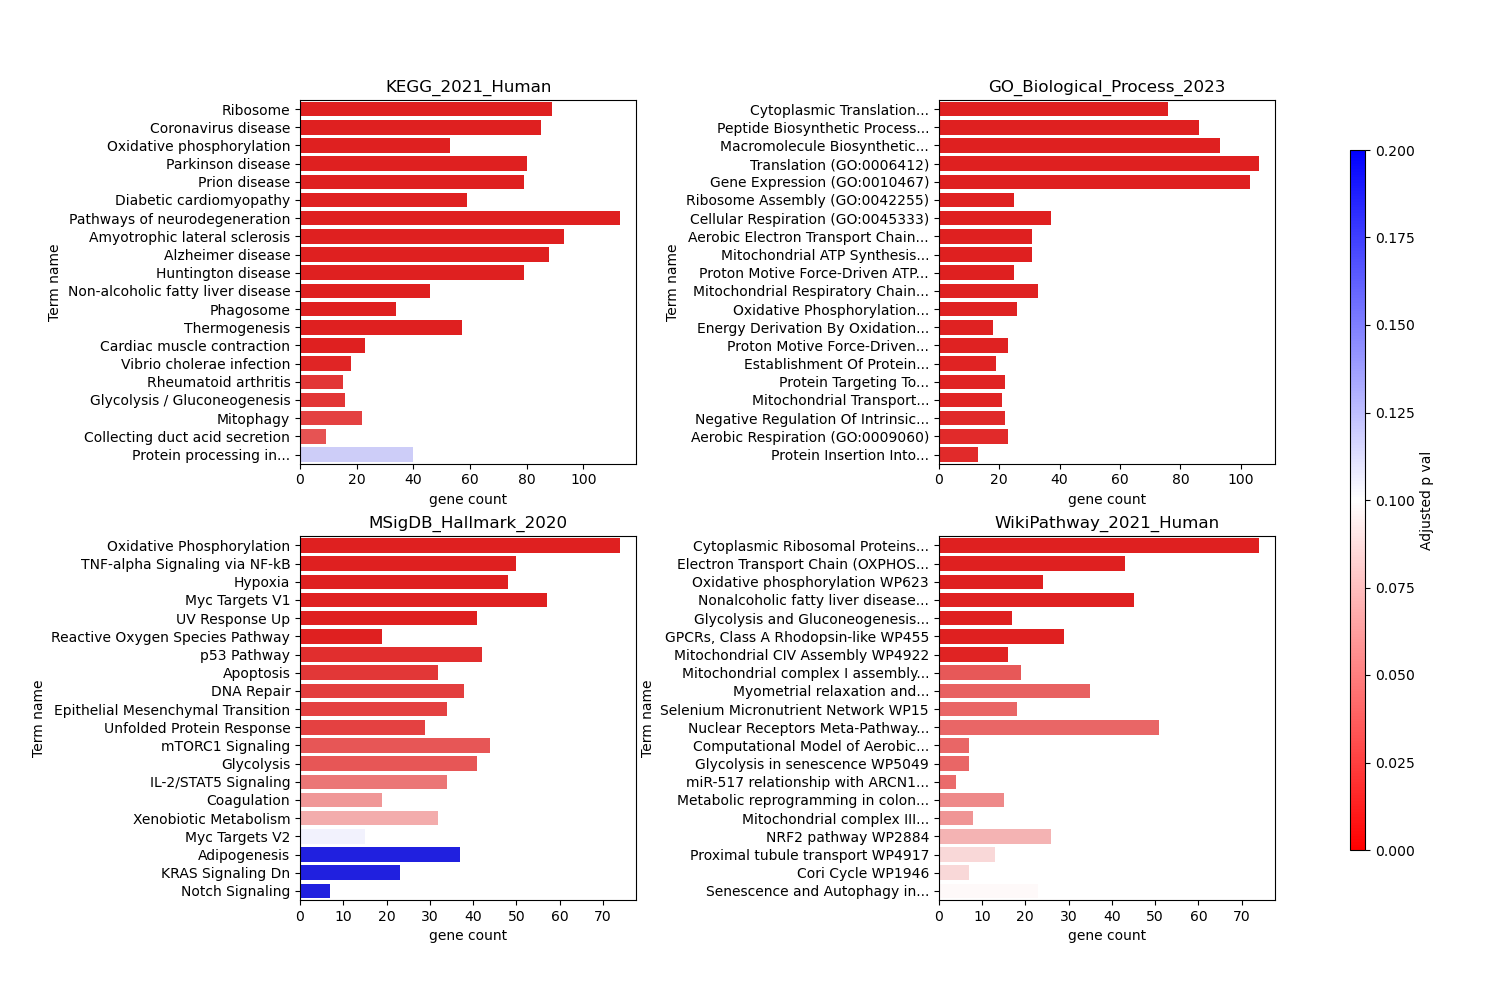 KEGG_2021_Human
Term name
Ribosome
Coronavirus disease
Oxidative phosphorylation
Parkinson disease
Prion disease
Diabetic cardiomyopathy
Pathways of neurodegeneration
Amyotrophic lateral sclerosis
Alzheimer disease
Huntington disease
Non-alcoholic fatty liver disease
Phagosome
Thermogenesis
Cardiac muscle contraction
Vibrio cholerae infection
Rheumatoid arthritis
Glycolysis / Gluconeogenesis
Mitophagy
Collecting duct acid secretion
Protein processing in...
0 20 40 60 80 100
gene count
GO_Biological_Process_2023
Term name
Cytoplasmic Translation...
Peptide Biosynthetic Process...
Macromolecule Biosynthetic...
Translation (GO:0006412)
Gene Expression (GO:0010467)
Ribosome Assembly (GO:0042255)
Cellular Respiration (GO:0045333)
Aerobic Electron Transport Chain...
Mitochondrial ATP Synthesis...
Proton Motive Force-Driven ATP...
Mitochondrial Respiratory Chain...
Oxidative Phosphorylation...
Energy Derivation By Oxidation...
Proton Motive Force-Driven...
Establishment Of Protein...
Protein Targeting To...
Mitochondrial Transport...
Negative Regulation Of Intrinsic...
Aerobic Respiration (GO:0009060)
Protein Insertion Into...
0 20 40 60 80 100
gene count
MSigDB_Hallmark_2020
Term name
Oxidative Phosphorylation
TNF-alpha Signaling via NF-kB
Hypoxia
Myc Targets V1
UV Response Up
Reactive Oxygen Species Pathway
p53 Pathway
Apoptosis
DNA Repair
Epithelial Mesenchymal Transition
Unfolded Protein Response
mTORC1 Signaling
Glycolysis
IL-2/STAT5 Signaling
Coagulation
Xenobiotic Metabolism
Myc Targets V2
Adipogenesis
KRAS Signaling Dn
Notch Signaling
0 10 20 30 40 50 60 70
gene count
WikiPathway_2021_Human
Term name
Cytoplasmic Ribosomal Proteins...
Electron Transport Chain (OXPHOS...
Oxidative phosphorylation WP623
Nonalcoholic fatty liver disease...
Glycolysis and Gluconeogenesis...
GPCRs, Class A Rhodopsin-like WP455
Mitochondrial CIV Assembly WP4922
Mitochondrial complex I assembly...
Myometrial relaxation and...
Selenium Micronutrient Network WP15
Nuclear Receptors Meta-Pathway...
Computational Model of Aerobic...
Glycolysis in senescence WP5049
miR-517 relationship with ARCN1...
Metabolic reprogramming in colon...
Mitochondrial complex III...
NRF2 pathway WP2884
Proximal tubule transport WP4917
Cori Cycle WP1946
Senescence and Autophagy in...
0 10 20 30 40 50 60 70
gene count
0.200
0.175
0.150
0.125
0.100
0.075
0.050
0.025
0.000
Adjusted p val